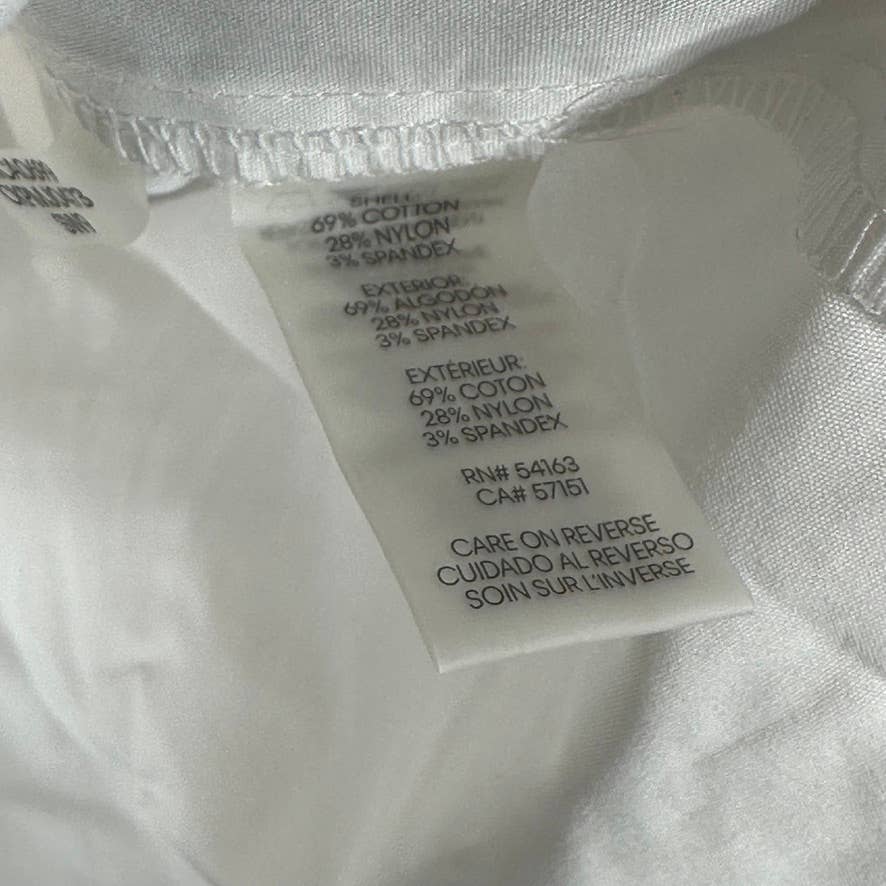 SHELL:
69% COTTON
28% NYLON
3% SPANDEX
EXTERIOR:
69% ALGODÓN
28% NYLON
3% SPANDEX
EXTÉRIEUR:
69% COTON
28% NYLON
3% SPANDEX
RN# 54163
CA# 57151
CARE ON REVERSE
CUIDADO AL REVERSO
SOIN SUR L'INVERSE